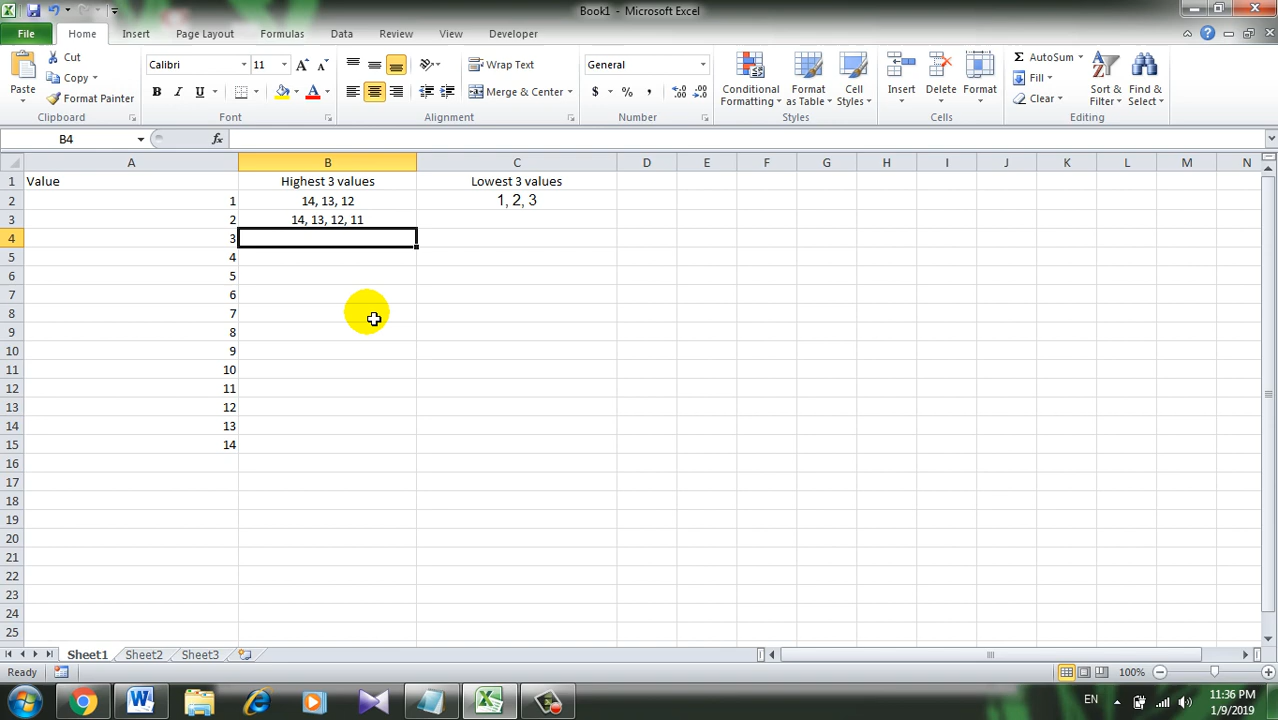 Book1 - Microsoft Excel
File Home Insert Page Layout Formulas Data Review View Developer
Paste
Cut
Copy
Format Painter
Clipboard
Calibri 11
B I U
Font
Wrap Text
Merge & Center
Alignment
General
$ % ,
Number
Conditional Formatting
Format as Table
Cell Styles
Styles
Insert Delete Format
Cells
AutoSum
Fill
Clear
Sort & Filter
Find & Select
Editing
B4 fx
A B C D E F G H I J K L M N
1 Value Highest 3 values Lowest 3 values
2 1 14, 13, 12 1, 2, 3
3 2 14, 13, 12, 11
4 3
5 4
6 5
7 6
8 7
9 8
10 9
11 10
12 11
13 12
14 13
15 14
16
17
18
19
20
21
22
23
24
25
Sheet1 Sheet2 Sheet3
Ready 100%
EN 11:36 PM
1/9/2019